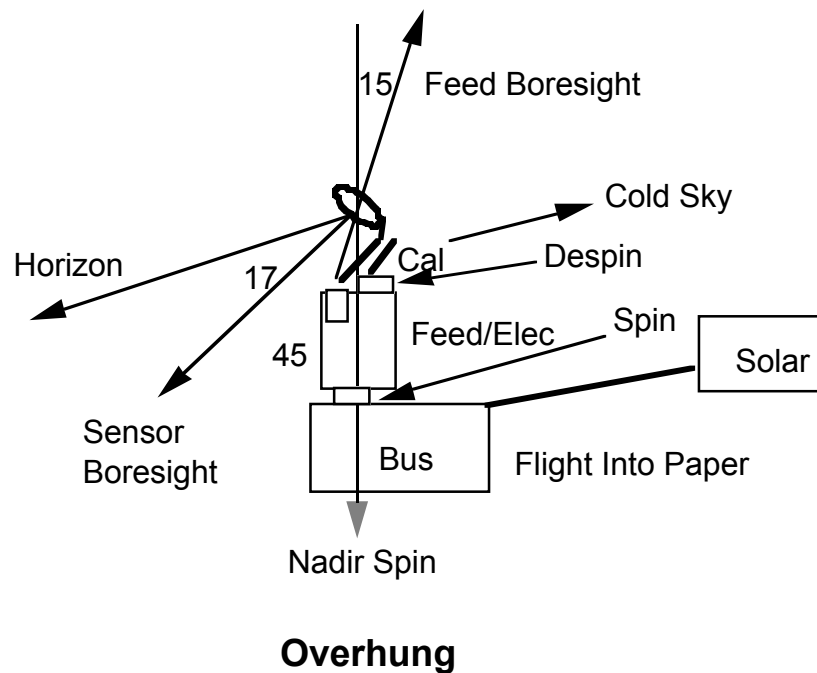 15
Feed Boresight
Cold Sky
Horizon
17
Cal
Despin
45
Feed/Elec
Spin
Solar
Sensor
Boresight
Bus
Flight Into Paper
Nadir Spin
Overhung